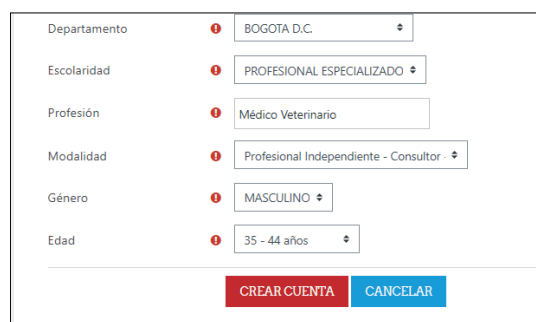 Departamento BOGOTA D.C.
Escolaridad PROFESIONAL ESPECIALIZADO
Profesión Médico Veterinario
Modalidad Profesional Independiente - Consultor -
Género MASCULINO
Edad 35 - 44 años
CREAR CUENTA CANCELAR